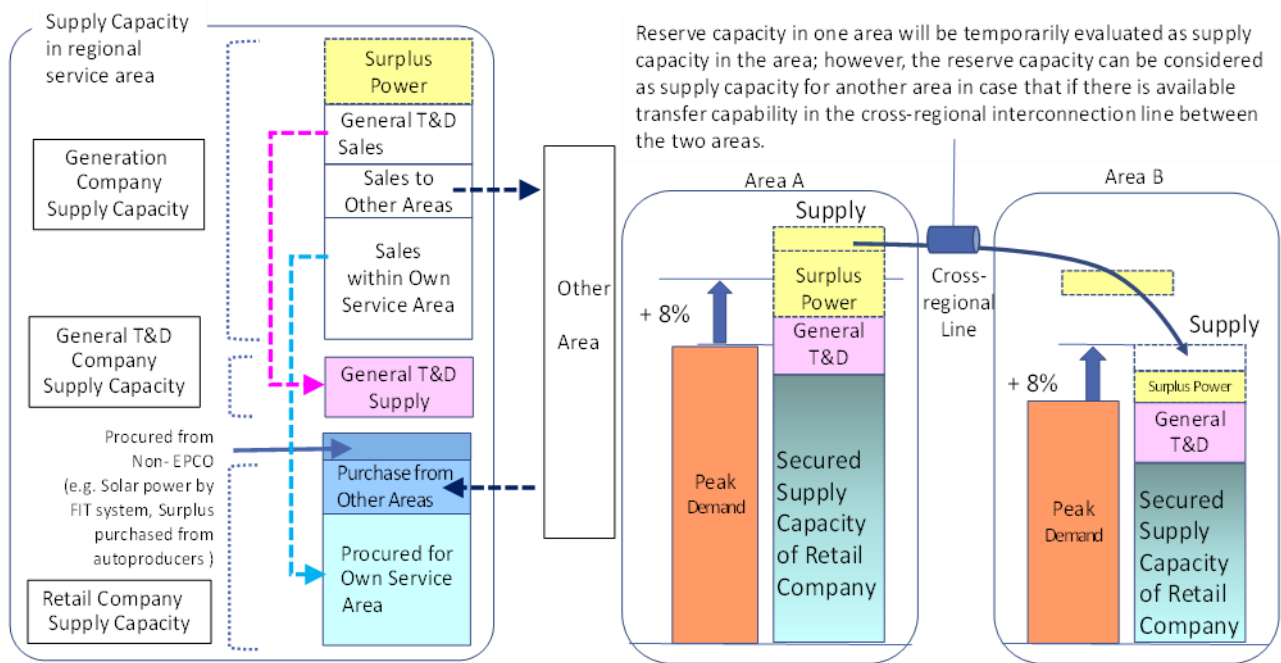 Supply Capacity
in regional
service area
Generation
Company
Supply Capacity
General T&D
Company
Supply Capacity
Procured from
Non- EPCO
(e.g. Solar power by
FIT system, Surplus
purchased from
autoproducers )
Retail Company
Supply Capacity
Surplus
Power
General T&D
Sales
Sales to
Other Areas
Sales
within Own
Service Area
General T&D
Supply
Purchase from
Other Areas
Procured for
Own Service
Area
Other
Area
Reserve capacity in one area will be temporarily evaluated as supply
capacity in the area; however, the reserve capacity can be considered
as supply capacity for another area in case that if there is available
transfer capability in the cross-regional interconnection line between
the two areas.
Area A
Supply
+ 8%
Surplus
Power
General
T&D
Peak
Demand
Secured
Supply
Capacity
of Retail
Company
Cross-
regional
Line
Area B
Supply
+ 8%
Surplus Power
General
T&D
Peak
Demand
Secured
Supply
Capacity
of Retail
Company